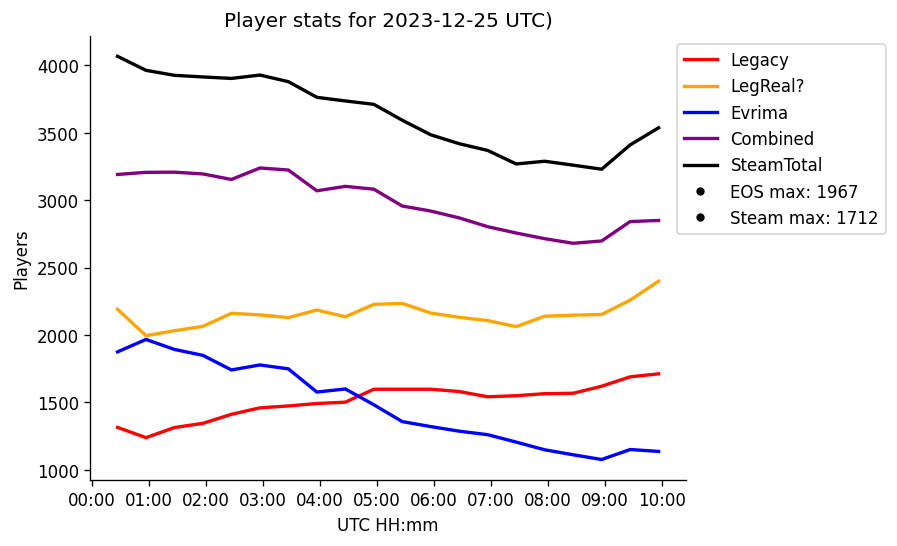 Player stats for 2023-12-25 UTC)
Legacy
LegReal?
Evrima
Combined
SteamTotal
EOS max: 1967
Steam max: 1712
Players
4000
3500
3000
2500
2000
1500
1000
00:00 01:00 02:00 03:00 04:00 05:00 06:00 07:00 08:00 09:00 10:00
UTC HH:mm